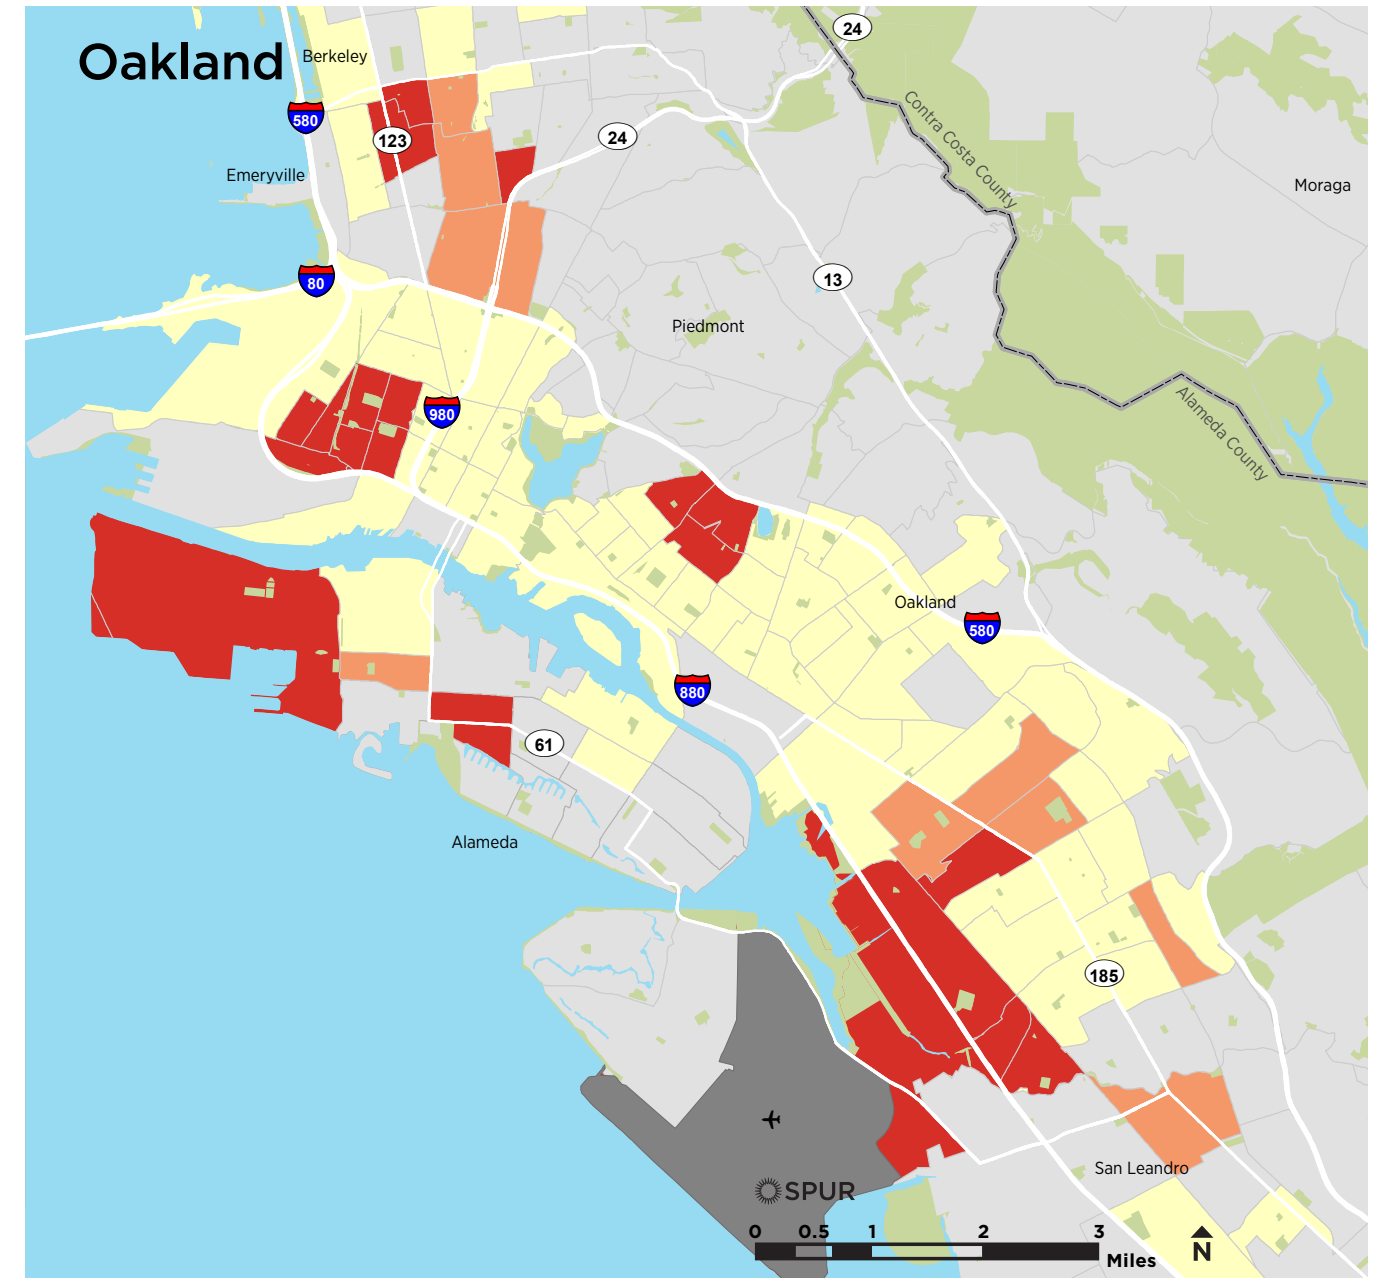 Oakland
Berkeley
24
580
123
24
Contra Costa County
Emeryville
Moraga
80
13
Piedmont
980
Alameda County
Oakland
580
880
61
Alameda
185
San Leandro
SPUR
0 0.5 1 2 3
Miles
N